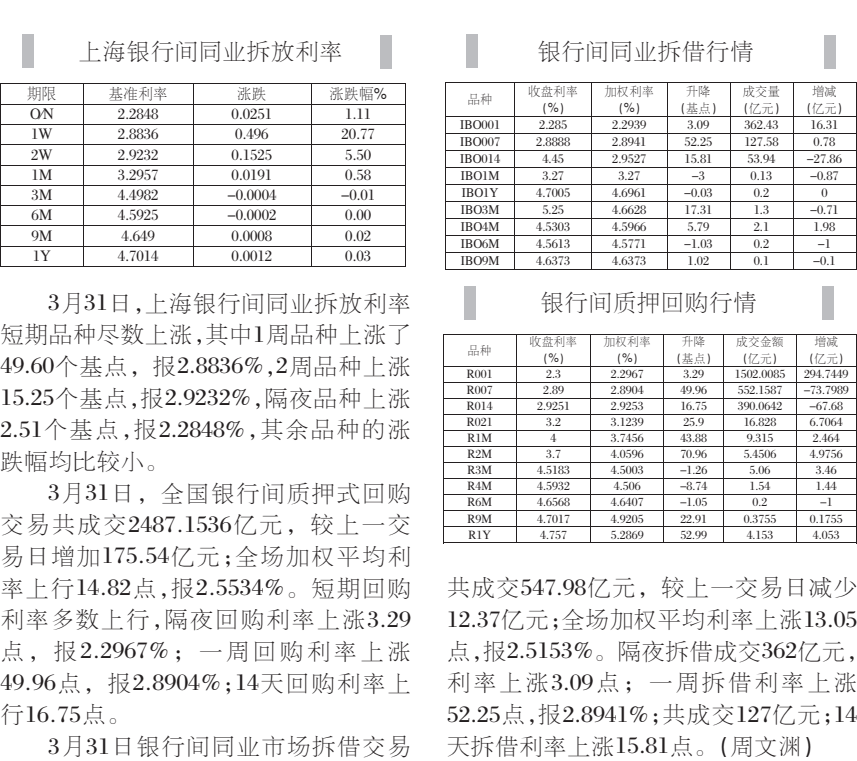 上海银行间同业拆放利率
期限 基准利率 涨跌 涨跌幅%
O/N 2.2848 0.0251 1.11
1W 2.8836 0.496 20.77
2W 2.9232 0.1525 5.50
1M 3.2957 0.0191 0.58
3M 4.4982 -0.0004 -0.01
6M 4.5925 -0.0002 0.00
9M 4.649 0.0008 0.02
1Y 4.7014 0.0012 0.03
3月31日,上海银行间同业拆放利率
短期品种尽数上涨,其中1周品种上涨了
49.60个基点，报2.8836%,2周品种上涨
15.25个基点,报2.9232%,隔夜品种上涨
2.51个基点,报2.2848%,其余品种的涨
跌幅均比较小。
3月31日，全国银行间质押式回购
交易共成交2487.1536亿元，较上一交
易日增加175.54亿元;全场加权平均利
率上行14.82点,报2.5534%。短期回购
利率多数上行,隔夜回购利率上涨3.29
点，报2.2967%；一周回购利率上涨
49.96点，报2.8904%;14天回购利率上
行16.75点。
3月31日银行间同业市场拆借交易
银行间同业拆借行情
品种 收盘利率(%) 加权利率(%) 升降(基点) 成交量(亿元) 增减(亿元)
IBO001 2.285 2.2939 3.09 362.43 16.31
IBO007 2.8888 2.8941 52.25 127.58 0.78
IBO014 4.45 2.9527 15.81 53.94 -27.86
IBO1M 3.27 3.27 -3 0.13 -0.87
IBO1Y 4.7005 4.6961 -0.03 0.2 0
IBO3M 5.25 4.6628 17.31 1.3 -0.71
IBO4M 4.5303 4.5966 5.79 2.1 1.98
IBO6M 4.5613 4.5771 -1.03 0.2 -1
IBO9M 4.6373 4.6373 1.02 0.1 -0.1
银行间质押回购行情
品种 收盘利率(%) 加权利率(%) 升降(基点) 成交金额(亿元) 增减(亿元)
R001 2.3 2.2967 3.29 1502.0085 294.7449
R007 2.89 2.8904 49.96 552.1587 -73.7989
R014 2.9251 2.9253 16.75 390.0642 -67.68
R021 3.2 3.1239 25.9 16.828 6.7064
R1M 4 3.7456 43.88 9.315 2.464
R2M 3.7 4.0596 70.96 5.4506 4.9756
R3M 4.5183 4.5003 -1.26 5.06 3.46
R4M 4.5932 4.506 -8.74 1.54 1.44
R6M 4.6568 4.6407 -1.05 0.2 -1
R9M 4.7017 4.9205 22.91 0.3755 0.1755
R1Y 4.757 5.2869 52.99 4.153 4.053
共成交547.98亿元，较上一交易日减少
12.37亿元;全场加权平均利率上涨13.05
点,报2.5153%。隔夜拆借成交362亿元,
利率上涨3.09点；一周拆借利率上涨
52.25点,报2.8941%;共成交127亿元;14
天拆借利率上涨15.81点。(周文渊)